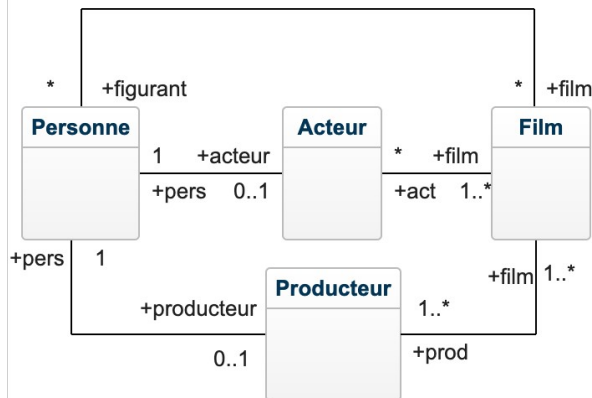 * +figurant * +film
Personne Acteur Film
1 +acteur * +film
+pers 0..1 +act 1..*
+pers 1 +film 1..*
Producteur
+producteur 1..*
0..1 +prod